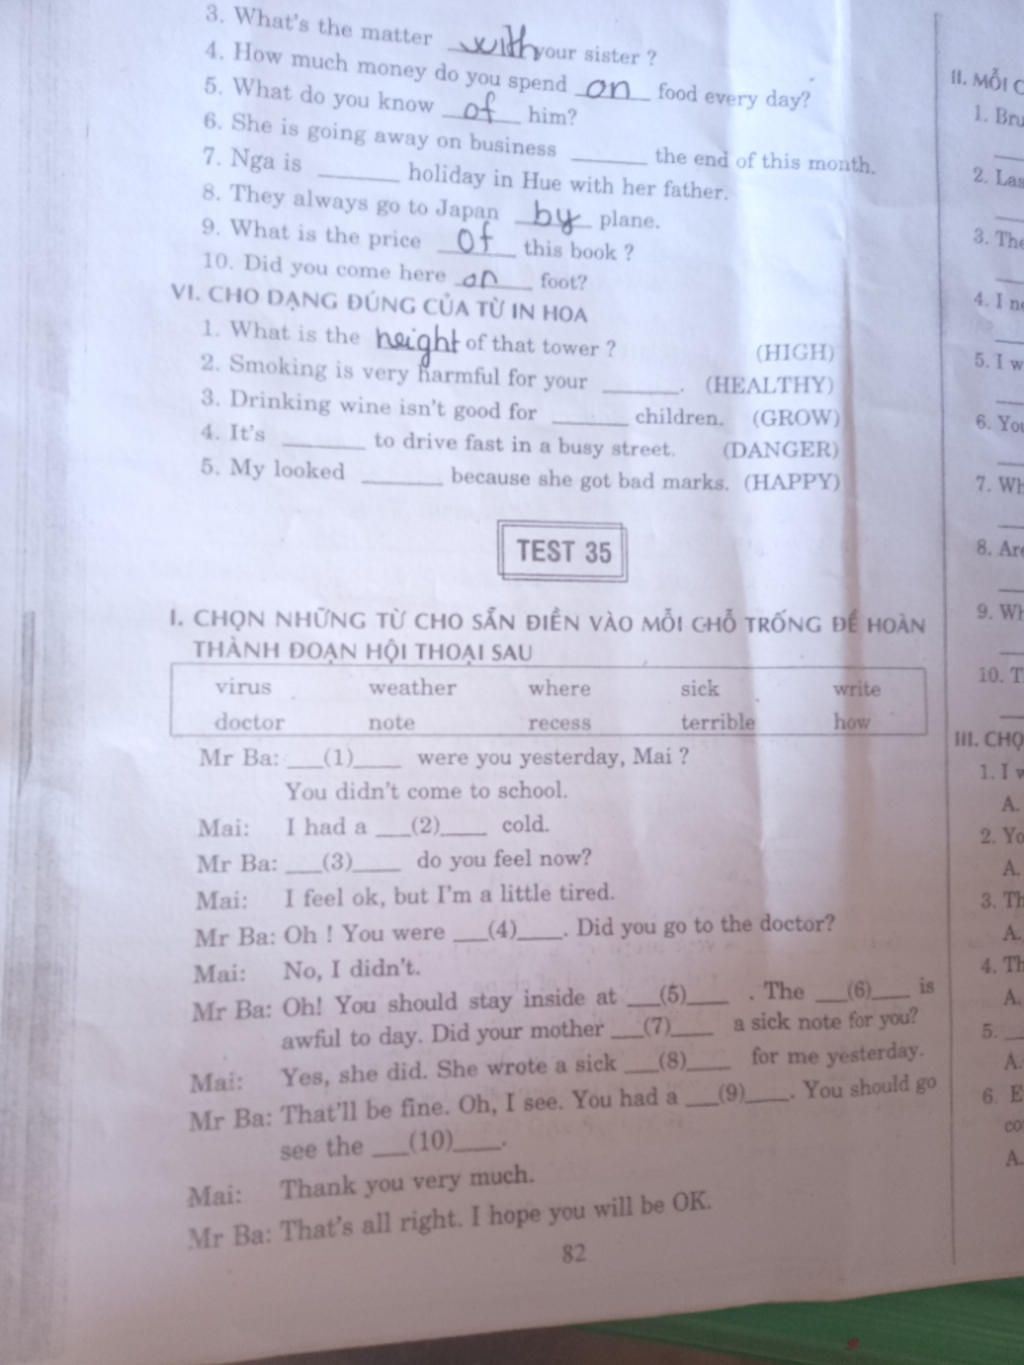 3. What's the matter with your sister ?
4. How much money do you spend on food every day?
5. What do you know of him?
6. She is going away on business ______ the end of this month.
7. Nga is ______ holiday in Hue with her father.
8. They always go to Japan by plane.
9. What is the price of this book ?
10. Did you come here on foot?
VI. CHO DẠNG ĐÚNG CỦA TỪ IN HOA
1. What is the height of that tower ? (HIGH)
2. Smoking is very harmful for your ______. (HEALTHY)
3. Drinking wine isn't good for ______ children. (GROW)
4. It's ______ to drive fast in a busy street. (DANGER)
5. My looked ______ because she got bad marks. (HAPPY)
TEST 35
I. CHỌN NHỮNG TỪ CHO SẴN ĐIỀN VÀO MỖI CHỖ TRỐNG ĐỂ HOÀN
THÀNH ĐOẠN HỘI THOẠI SAU
virus weather where sick write
doctor note recess terrible how
Mr Ba: ___(1)____ were you yesterday, Mai ?
You didn't come to school.
Mai: I had a ___(2)____ cold.
Mr Ba: ___(3)____ do you feel now?
Mai: I feel ok, but I'm a little tired.
Mr Ba: Oh ! You were ___(4)____. Did you go to the doctor?
Mai: No, I didn't.
Mr Ba: Oh! You should stay inside at ___(5)____ . The ___(6)____ is
awful to day. Did your mother ___(7)____ a sick note for you?
Mai: Yes, she did. She wrote a sick ___(8)____ for me yesterday.
Mr Ba: That'll be fine. Oh, I see. You had a ___(9)____. You should go
see the ___(10)____.
Mai: Thank you very much.
Mr Ba: That's all right. I hope you will be OK.
82
II. MỖI C
1. Bru
2. Las
3. The
4. I n
5. I w
6. You
7. Wh
8. Are
9. Wh
10. T
III. CHỌ
1. I w
A.
2. Yo
A.
3. Th
A.
4. Th
A.
5. __
A.
6. E
co
A.